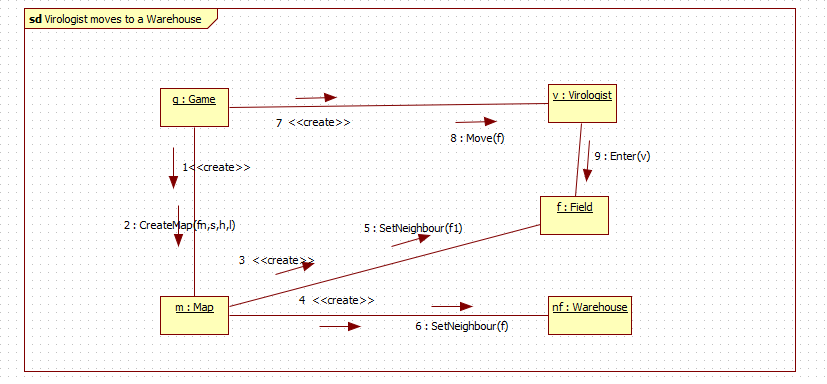 sd Virologist moves to a Warehouse
g : Game
v : Virologist
7 <<create>>
8 : Move(f)
9 : Enter(v)
1<<create>>
f : Field
2 : CreateMap(fn,s,h,l)
5 : SetNeighbour(f1)
3 <<create>>
4 <<create>>
m : Map
nf : Warehouse
6 : SetNeighbour(f)